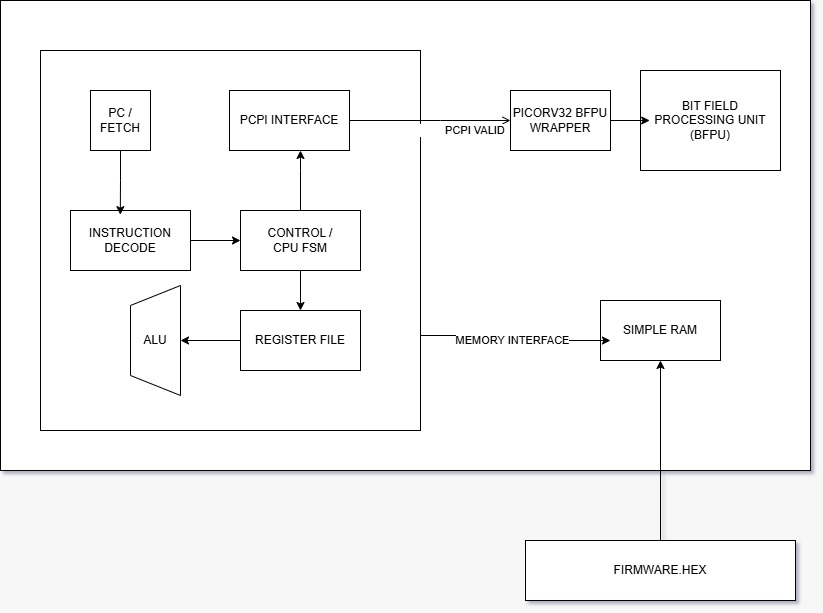 PC /
FETCH
PCPI INTERFACE
PCPI VALID
PICORV32 BFPU
WRAPPER
BIT FIELD
PROCESSING UNIT
(BFPU)
INSTRUCTION
DECODE
CONTROL /
CPU FSM
ALU
REGISTER FILE
MEMORY INTERFACE
SIMPLE RAM
FIRMWARE.HEX